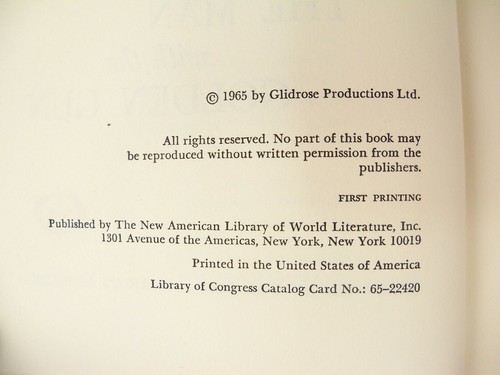 © 1965 by Glidrose Productions Ltd.
All rights reserved. No part of this book may
be reproduced without written permission from the
publishers.
FIRST PRINTING
Published by The New American Library of World Literature, Inc.
1301 Avenue of the Americas, New York, New York 10019
Printed in the United States of America
Library of Congress Catalog Card No.: 65-22420